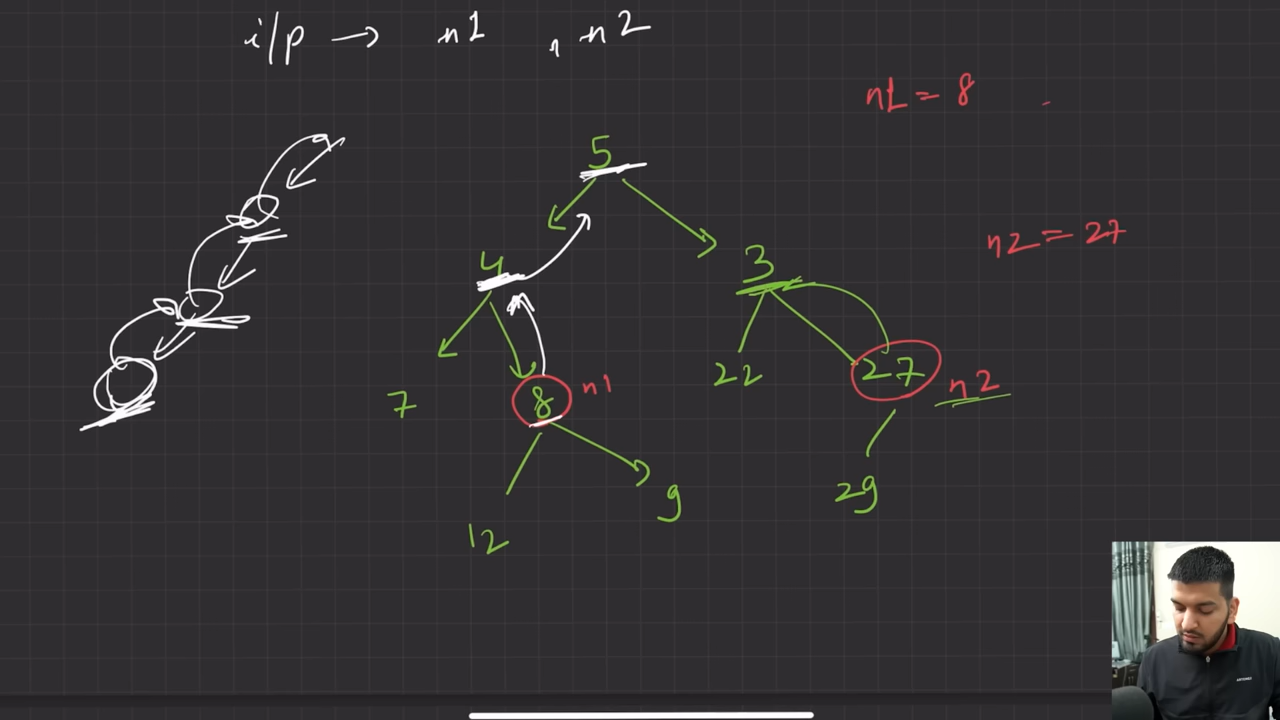 i/p → n1 , n2
n1 = 8
5
n2 = 27
4
3
7
8 n1
22
27 n2
12
9
29